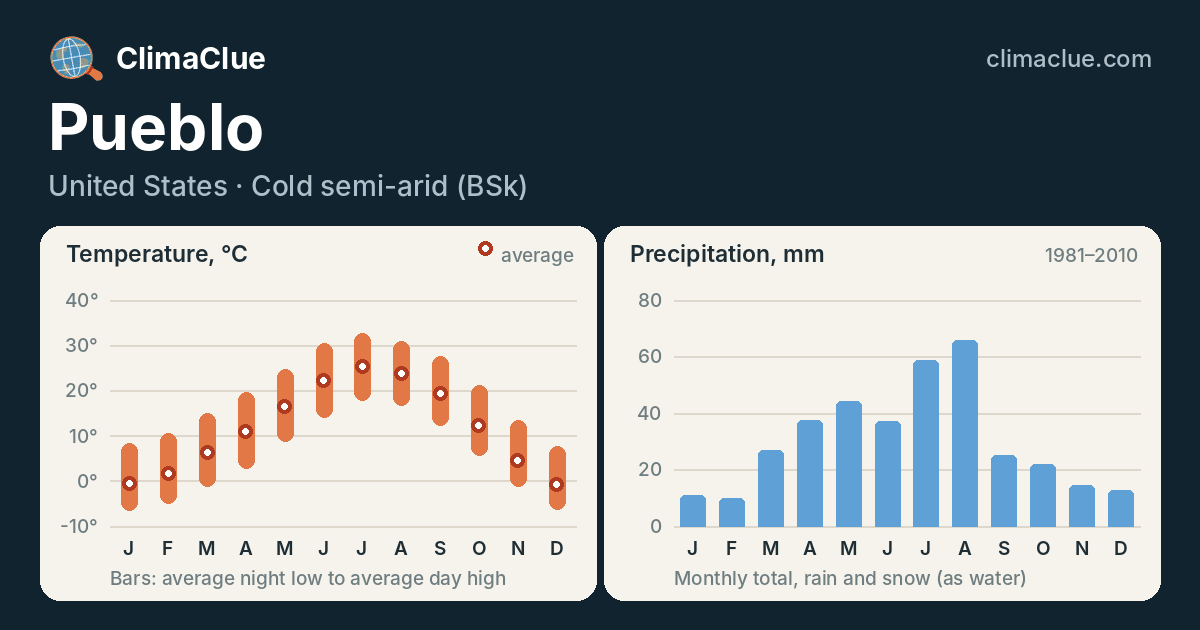 ClimaClue
climaclue.com
Pueblo
United States · Cold semi-arid (BSk)
Temperature, °C
average
40°
30°
20°
10°
0°
-10°
J F M A M J J A S O N D
Bars: average night low to average day high
Precipitation, mm
1981–2010
80
60
40
20
0
J F M A M J J A S O N D
Monthly total, rain and snow (as water)